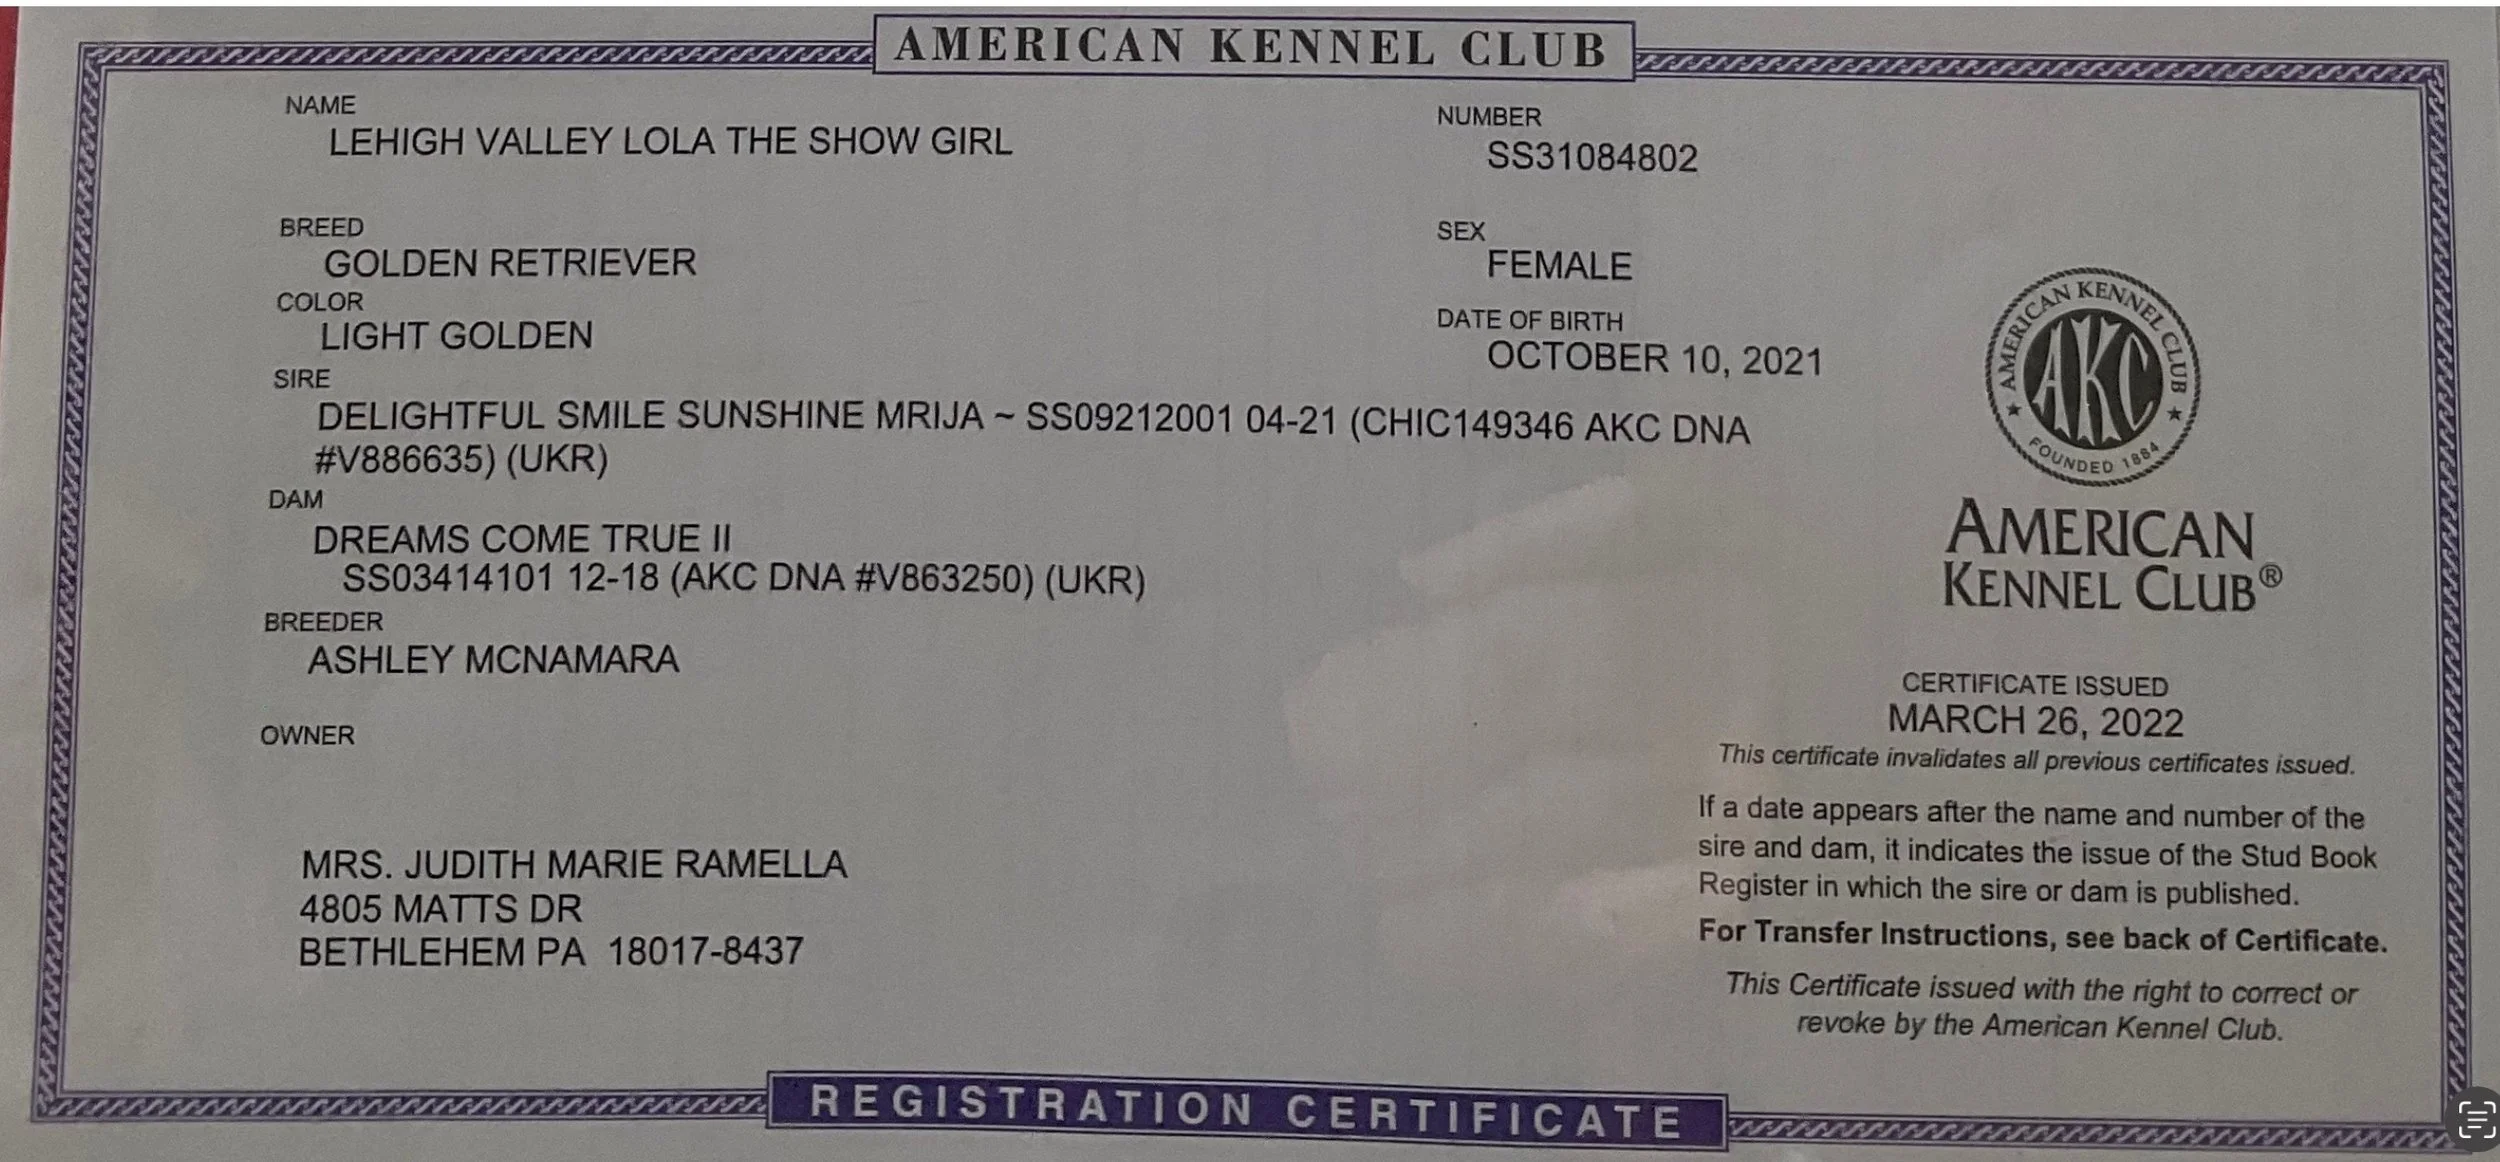 AMERICAN KENNEL CLUB
NAME
LEHIGH VALLEY LOLA THE SHOW GIRL
NUMBER
SS31084802
BREED
GOLDEN RETRIEVER
SEX
FEMALE
COLOR
LIGHT GOLDEN
DATE OF BIRTH
OCTOBER 10, 2021
SIRE
DELIGHTFUL SMILE SUNSHINE MRIJA ~ SS09212001 04-21 (CHIC149346 AKC DNA
#V886635) (UKR)
DAM
DREAMS COME TRUE II
SS03414101 12-18 (AKC DNA #V863250) (UKR)
BREEDER
ASHLEY MCNAMARA
OWNER
MRS. JUDITH MARIE RAMELLA
4805 MATTS DR
BETHLEHEM PA 18017-8437
AMERICAN KENNEL CLUB
AKC
FOUNDED 1884
AMERICAN
KENNEL CLUB®
CERTIFICATE ISSUED
MARCH 26, 2022
This certificate invalidates all previous certificates issued.
If a date appears after the name and number of the
sire and dam, it indicates the issue of the Stud Book
Register in which the sire or dam is published.
For Transfer Instructions, see back of Certificate.
This Certificate issued with the right to correct or
revoke by the American Kennel Club.
REGISTRATION CERTIFICATE